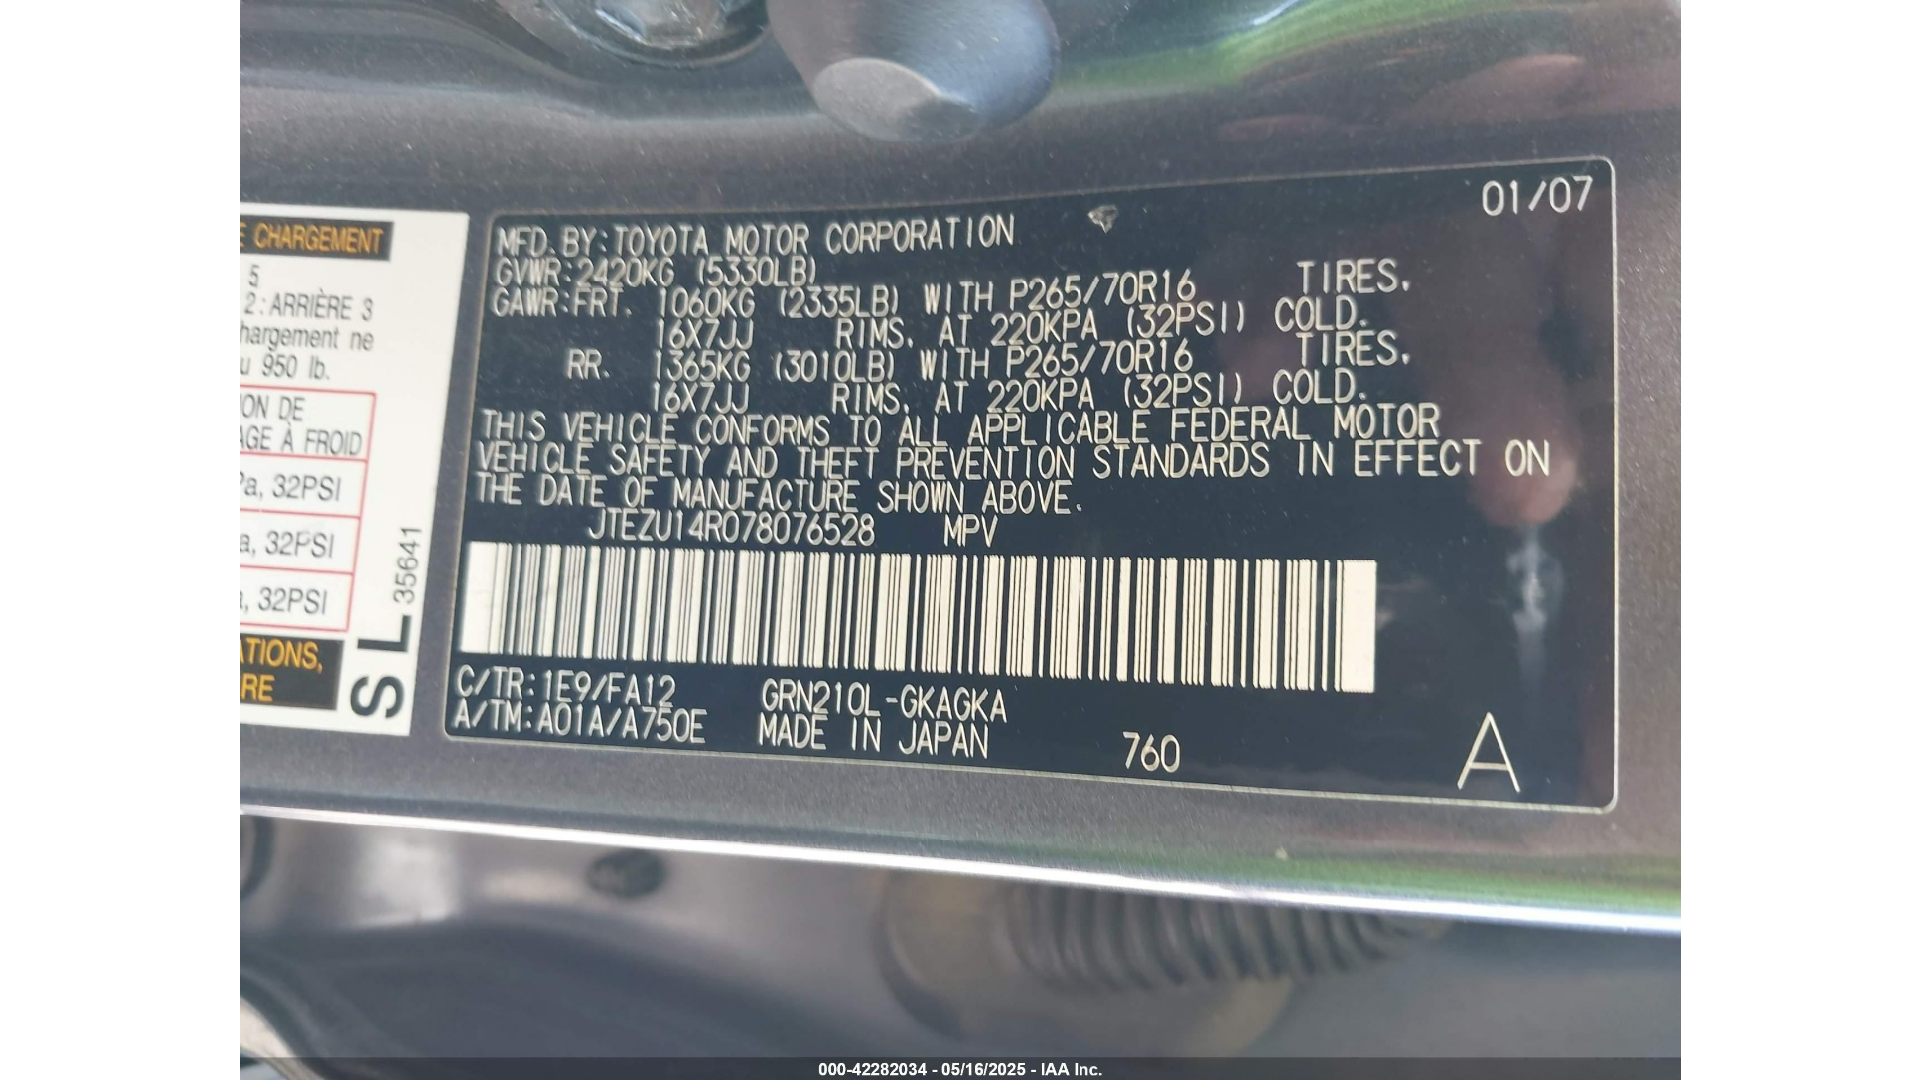 E CHARGEMENT
5
2:ARRIÈRE 3
hargement ne
u 950 lb.
ON DE
AGE À FROID
Pa, 32PSI
a, 32PSI
, 32PSI
ATIONS,
RE
SL 35641
01/07
MFD. BY:TOYOTA MOTOR CORPORATION
GVWR:2420KG (5330LB)
GAWR:FRT. 1060KG (2335LB) WITH P265/70R16 TIRES.
16X7JJ RIMS. AT 220KPA (32PSI) COLD.
RR. 1365KG (3010LB) WITH P265/70R16 TIRES.
16X7JJ RIMS. AT 220KPA (32PSI) COLD.
THIS VEHICLE CONFORMS TO ALL APPLICABLE FEDERAL MOTOR
VEHICLE SAFETY AND THEFT PREVENTION STANDARDS IN EFFECT ON
THE DATE OF MANUFACTURE SHOWN ABOVE.
JTEZU14R078076528 MPV
C/TR:1E9/FA12 GRN210L-GKAGKA
A/TM:A01A/A750E MADE IN JAPAN 760
A
000-42282034 - 05/16/2025 - IAA Inc.